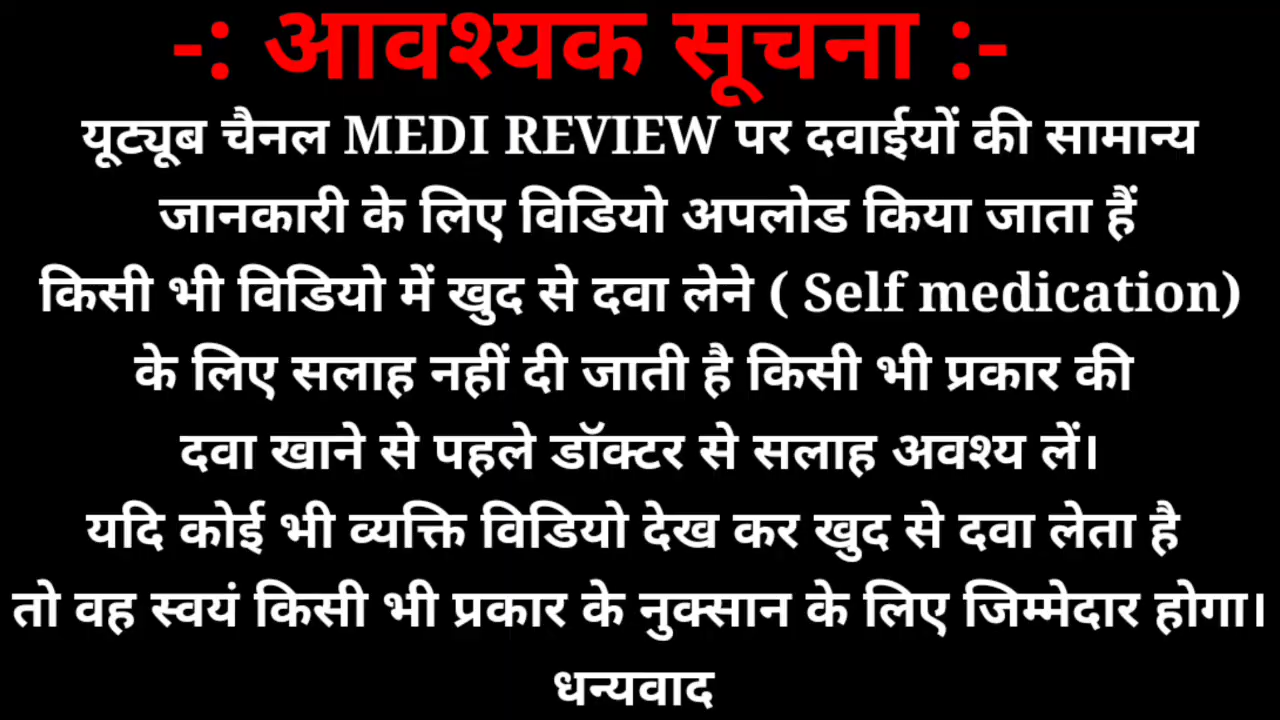 -: आवश्यक सूचना :-
यूट्यूब चैनल MEDI REVIEW पर दवाईयों की सामान्य
जानकारी के लिए विडियो अपलोड किया जाता हैं
किसी भी विडियो में खुद से दवा लेने ( Self medication)
के लिए सलाह नहीं दी जाती है किसी भी प्रकार की
दवा खाने से पहले डॉक्टर से सलाह अवश्य लें।
यदि कोई भी व्यक्ति विडियो देख कर खुद से दवा लेता है
तो वह स्वयं किसी भी प्रकार के नुक्सान के लिए जिम्मेदार होगा।
धन्यवाद